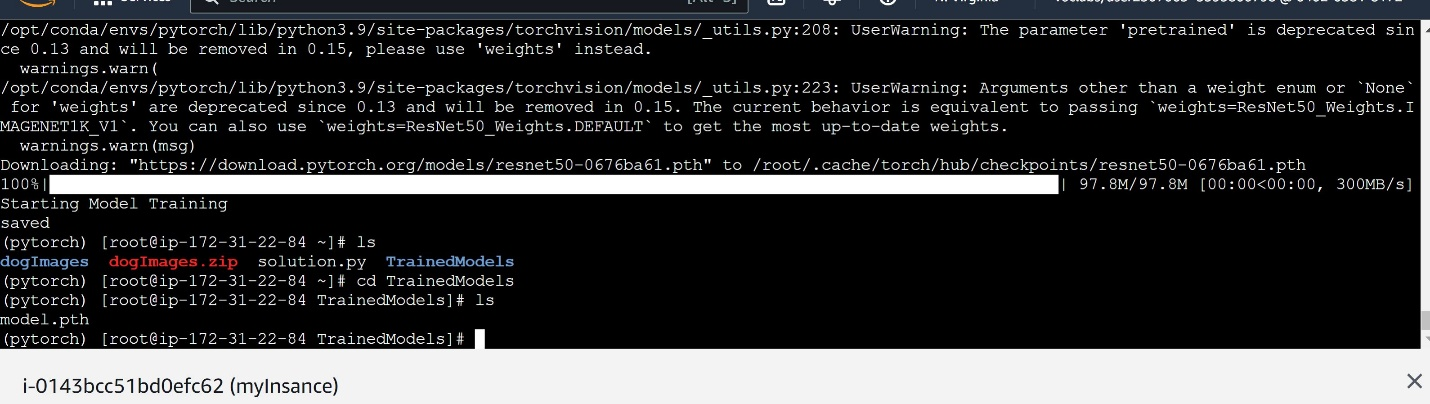 /opt/conda/envs/pytorch/lib/python3.9/site-packages/torchvision/models/_utils.py:208: UserWarning: The parameter 'pretrained' is deprecated sin
ce 0.13 and will be removed in 0.15, please use 'weights' instead.
  warnings.warn(
/opt/conda/envs/pytorch/lib/python3.9/site-packages/torchvision/models/_utils.py:223: UserWarning: Arguments other than a weight enum or `None`
 for 'weights' are deprecated since 0.13 and will be removed in 0.15. The current behavior is equivalent to passing `weights=ResNet50_Weights.I
MAGENET1K_V1`. You can also use `weights=ResNet50_Weights.DEFAULT` to get the most up-to-date weights.
  warnings.warn(msg)
Downloading: "https://download.pytorch.org/models/resnet50-0676ba61.pth" to /root/.cache/torch/hub/checkpoints/resnet50-0676ba61.pth
100%| | 97.8M/97.8M [00:00<00:00, 300MB/s]
Starting Model Training
saved
(pytorch) [root@ip-172-31-22-84 ~]# ls
dogImages  dogImages.zip  solution.py  TrainedModels
(pytorch) [root@ip-172-31-22-84 ~]# cd TrainedModels
(pytorch) [root@ip-172-31-22-84 TrainedModels]# ls
model.pth
(pytorch) [root@ip-172-31-22-84 TrainedModels]#
i-0143bcc51bd0efc62 (myInsance)